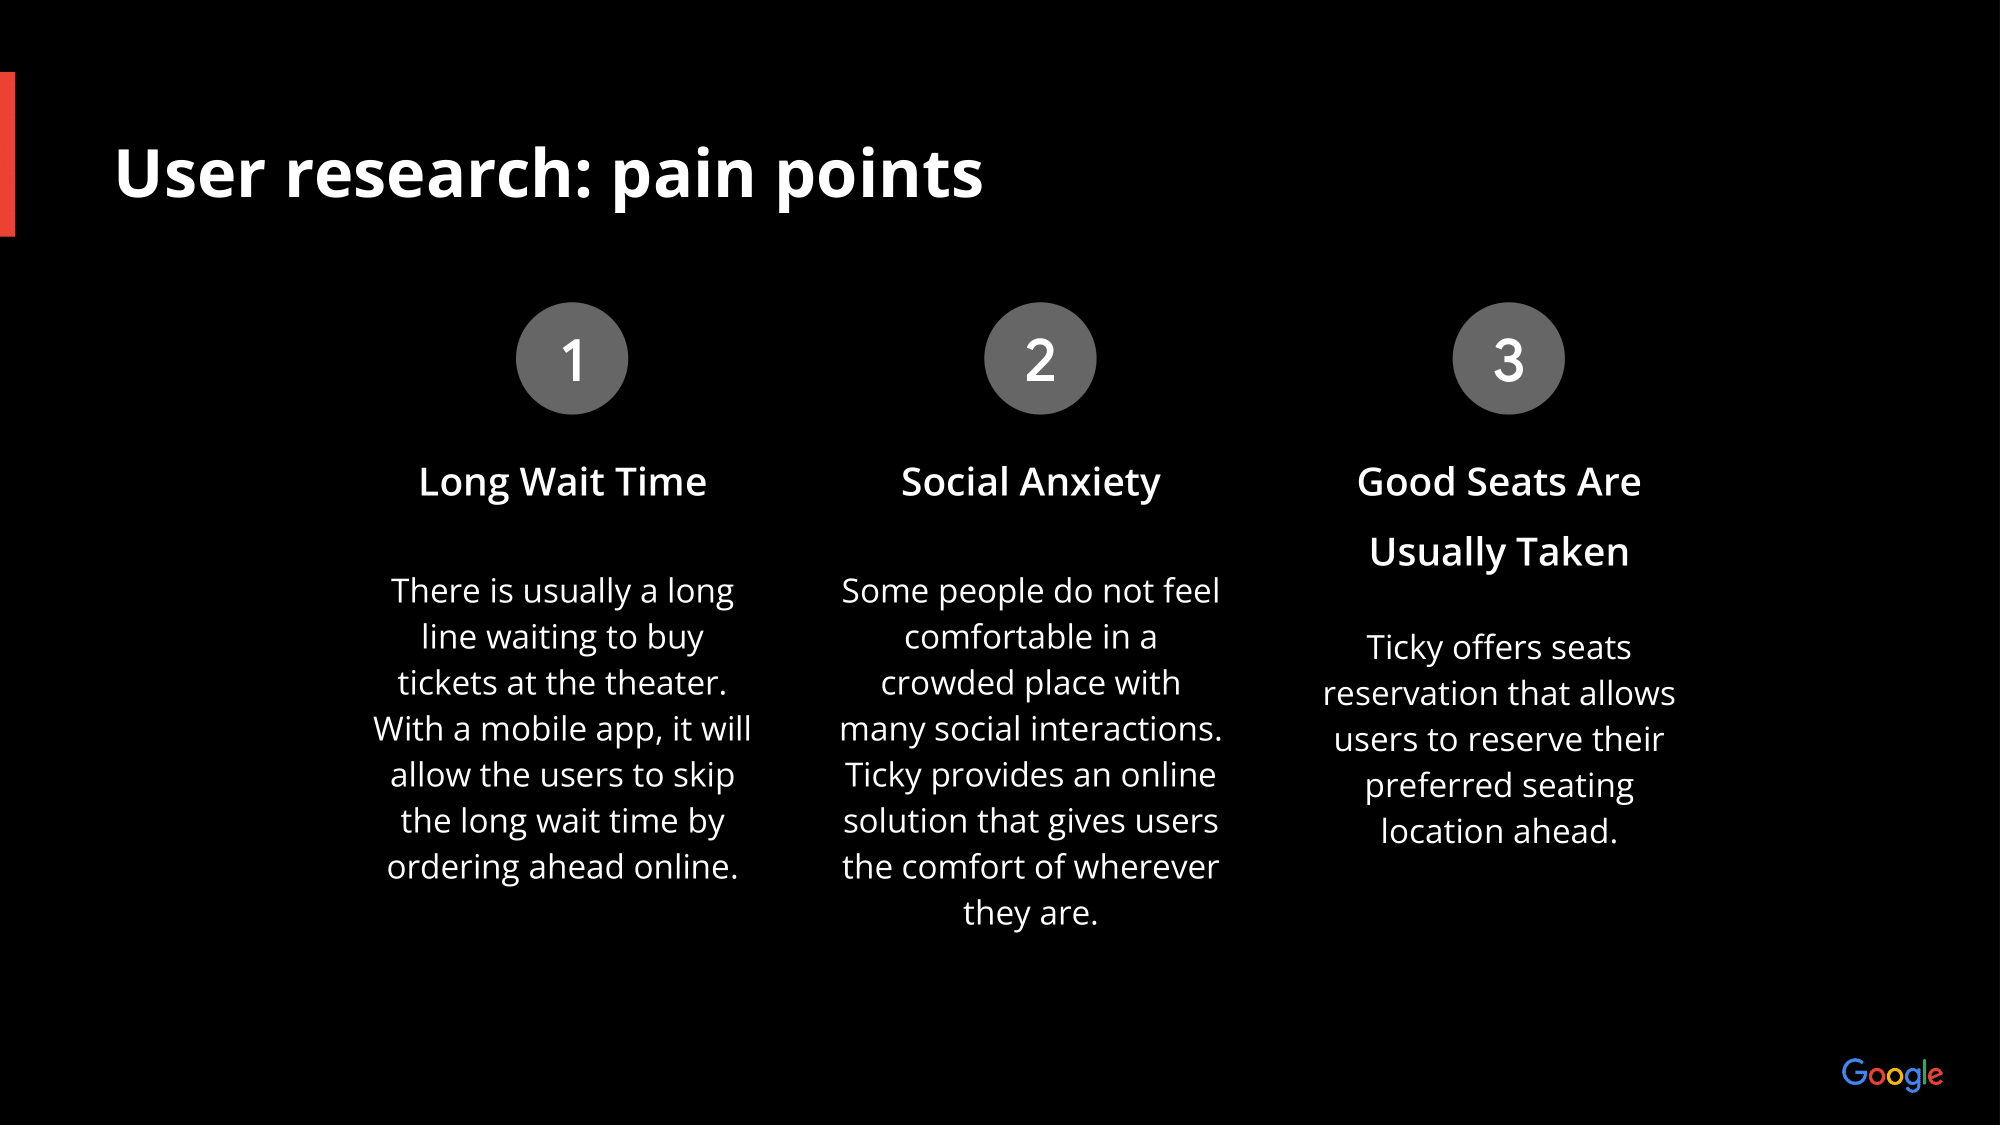 User research: pain points
1
Long Wait Time
There is usually a long
line waiting to buy
tickets at the theater.
With a mobile app, it will
allow the users to skip
the long wait time by
ordering ahead online.
2
Social Anxiety
Some people do not feel
comfortable in a
crowded place with
many social interactions.
Ticky provides an online
solution that gives users
the comfort of wherever
they are.
3
Good Seats Are
Usually Taken
Ticky offers seats
reservation that allows
users to reserve their
preferred seating
location ahead.
Google